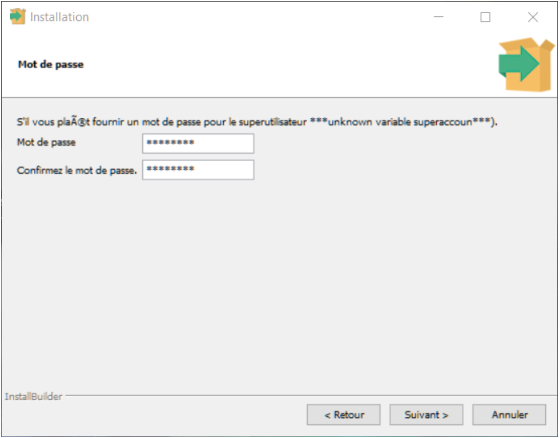 Installation
Mot de passe
S'il vous plaÃ®t fournir un mot de passe pour le superutilisateur ***unknown variable superaccoun***).
Mot de passe
********
Confirmez le mot de passe.
********
InstallBuilder
< Retour
Suivant >
Annuler